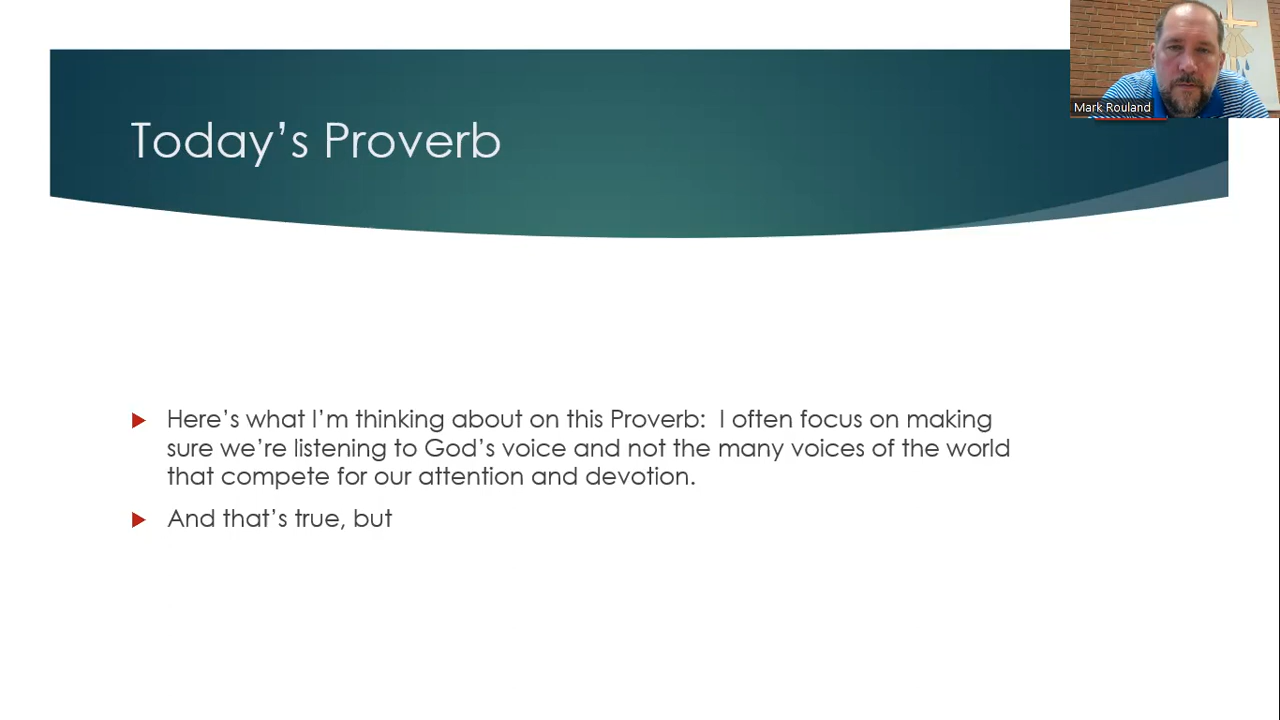 Mark Rouland
Today’s Proverb
Here’s what I’m thinking about on this Proverb:  I often focus on making
sure we’re listening to God’s voice and not the many voices of the world
that compete for our attention and devotion.
And that’s true, but